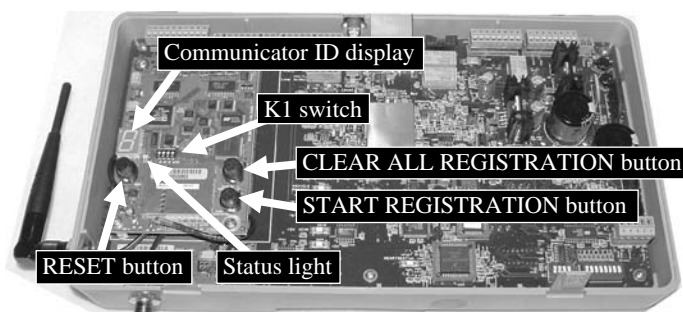 Communicator ID display
K1 switch
CLEAR ALL REGISTRATION button
START REGISTRATION button
RESET button
Status light